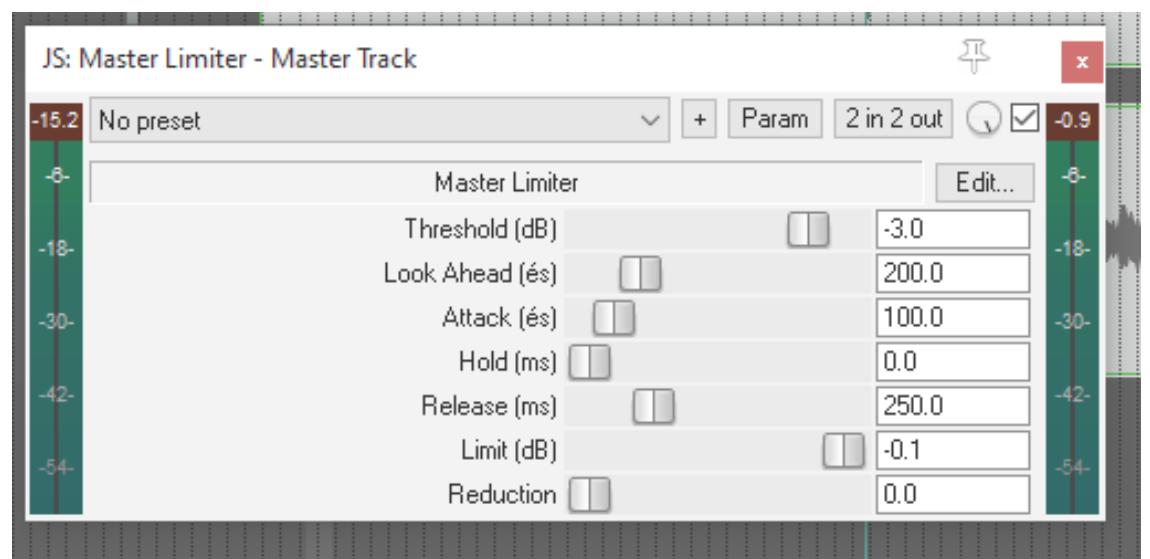 JS: Master Limiter - Master Track
x
-15.2 No preset + Param 2 in 2 out -0.9
-6- Master Limiter Edit... -6-
Threshold (dB) -3.0
-18- -18-
Look Ahead (és) 200.0
-30- Attack (és) 100.0 -30-
Hold (ms) 0.0
-42- Release (ms) 250.0 -42-
Limit (dB) -0.1
-54- -54-
Reduction 0.0